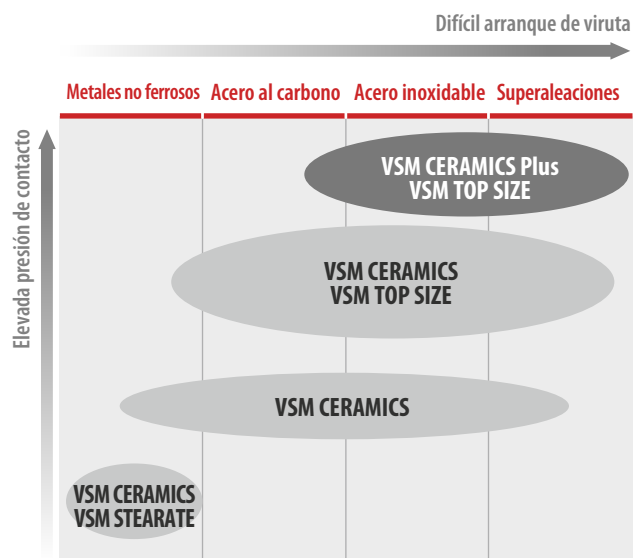 Difícil arranque de viruta
Metales no ferrosos
Acero al carbono
Acero inoxidable
Superaleaciones
Elevada presión de contacto
VSM CERAMICS Plus
VSM TOP SIZE
VSM CERAMICS
VSM TOP SIZE
VSM CERAMICS
VSM CERAMICS
VSM STEARATE